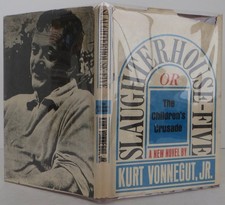 SLAUGHTERHOUSE-FIVE
OR
The Children's
Crusade
A NEW NOVEL BY
KURT VONNEGUT, JR.